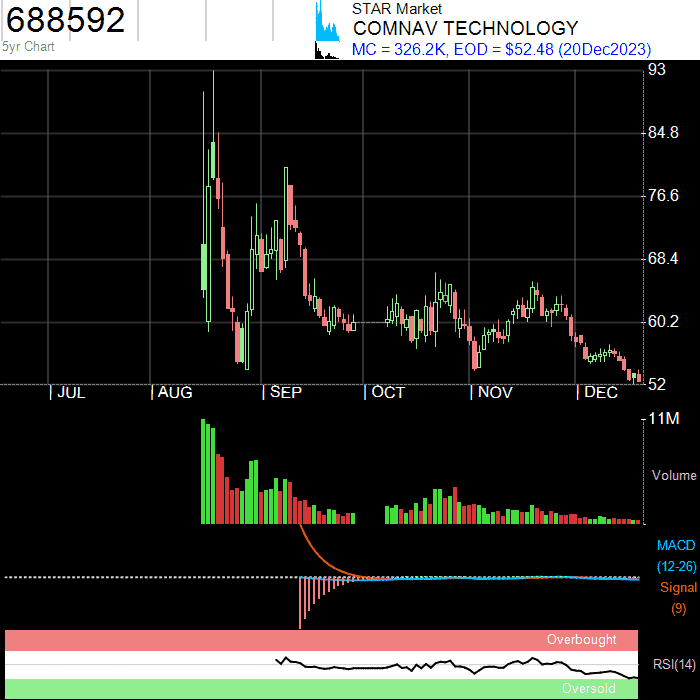 688592
5yr Chart
STAR Market
COMNAV TECHNOLOGY
MC = 326.2K, EOD = $52.48 (20Dec2023)
93
84.8
76.6
68.4
60.2
52
| JUL | AUG | SEP | OCT | NOV | DEC
11M
Volume
MACD
(12-26)
Signal
(9)
Overbought
RSI(14)
Oversold